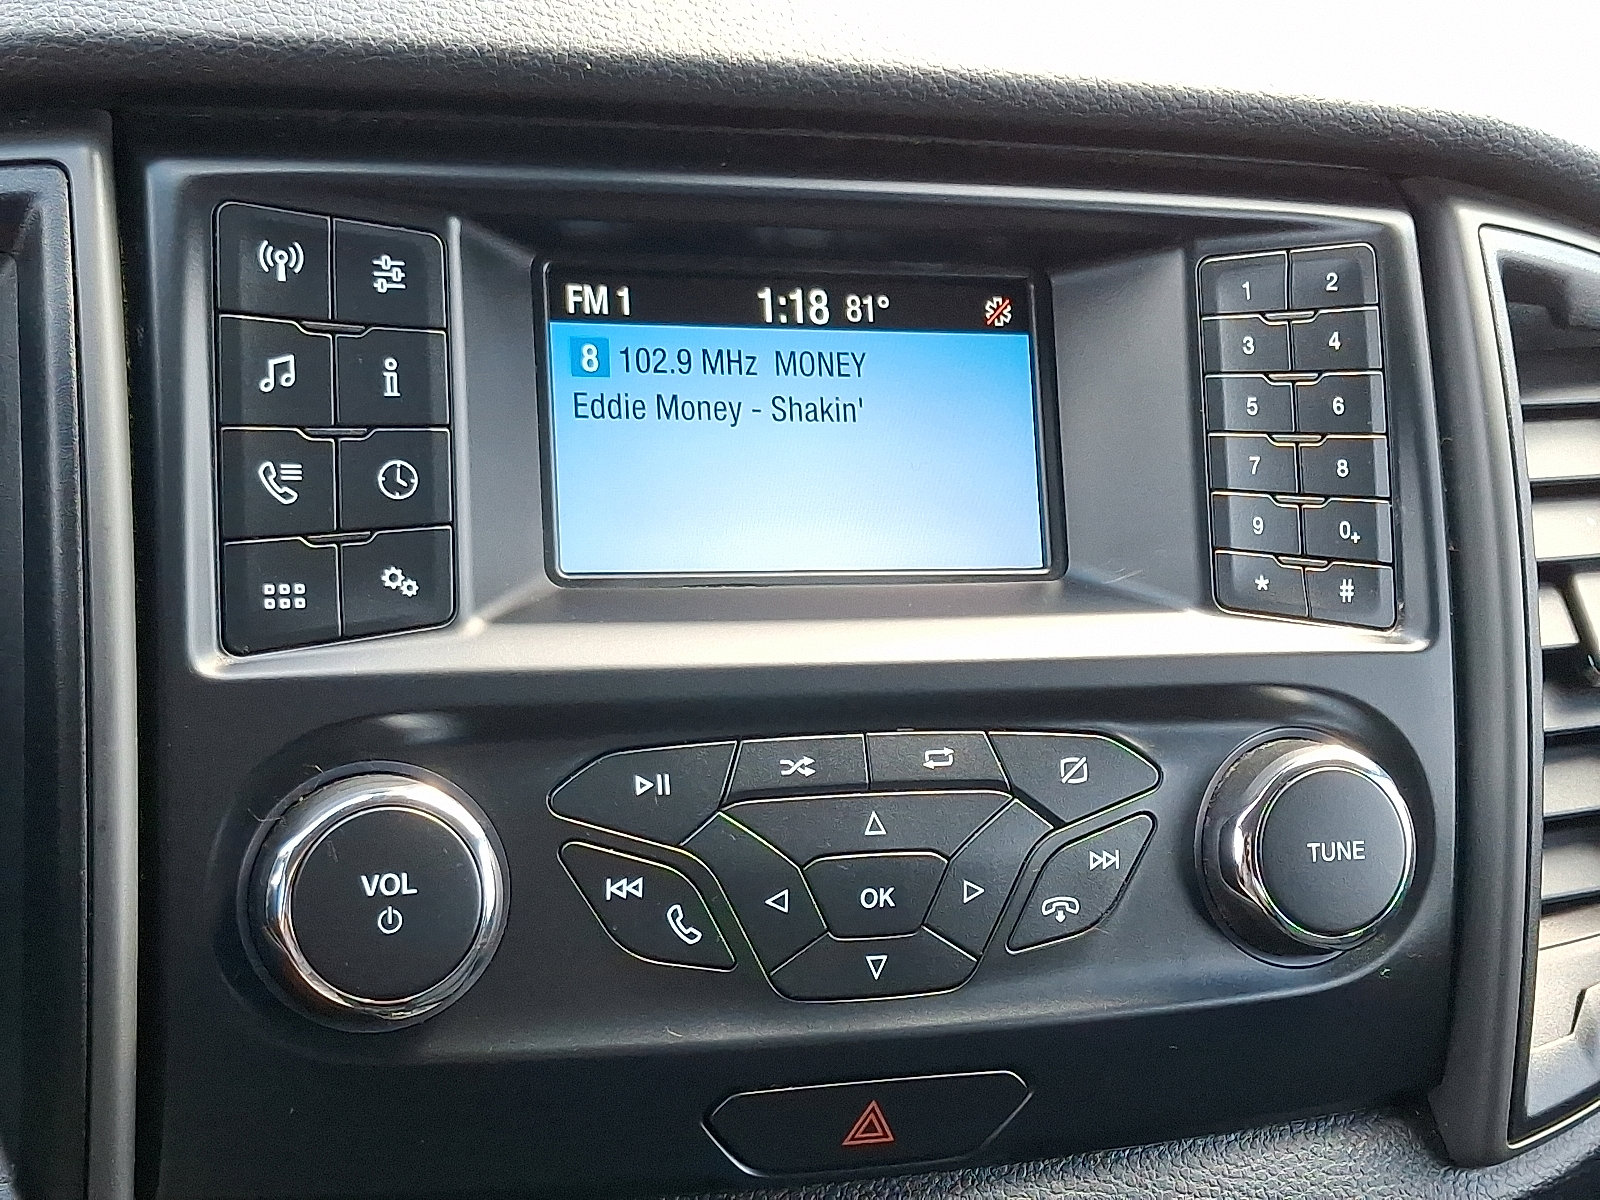 FM 1 1:18 81°
8 102.9 MHz MONEY
Eddie Money - Shakin'
1 2
3 4
5 6
7 8
9 0+
* #
VOL
OK
TUNE